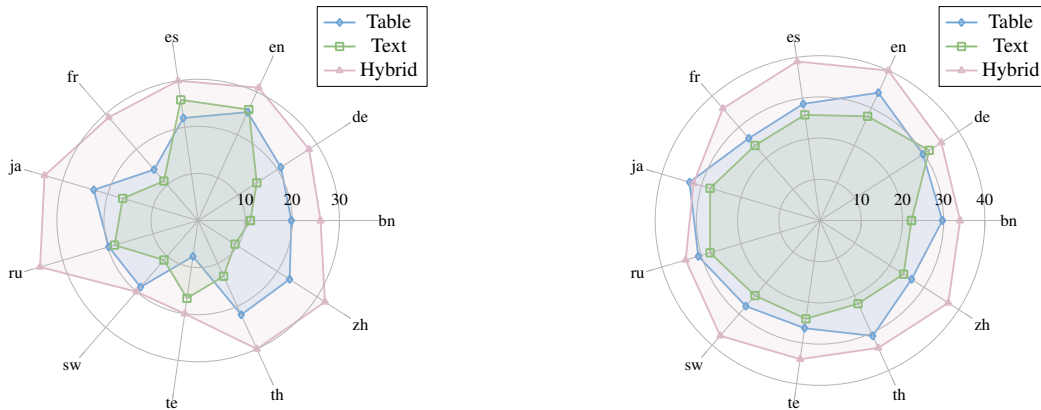 Table
Text
Hybrid
es
en
fr
de
ja
10
20
30
bn
ru
zh
sw
te
th
Table
Text
Hybrid
es
en
fr
de
ja
10
20
30
40
bn
ru
zh
sw
te
th